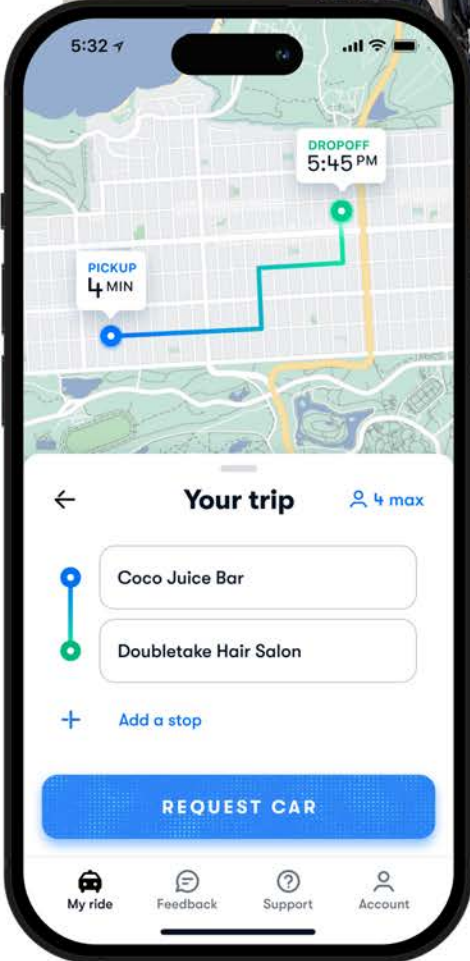 5:32
DROPOFF
5:45 PM
PICKUP
4 MIN
Your trip
4 max
Coco Juice Bar
Doubletake Hair Salon
Add a stop
REQUEST CAR
My ride
Feedback
Support
Account